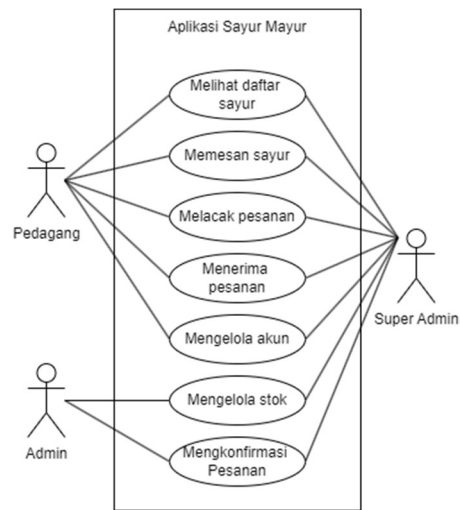 Aplikasi Sayur Mayur
Melihat daftar
sayur
Memesan sayur
Pedagang
Melacak pesanan
Menerima
pesanan
Super Admin
Mengelola akun
Mengelola stok
Admin
Mengkonfirmasi
Pesanan